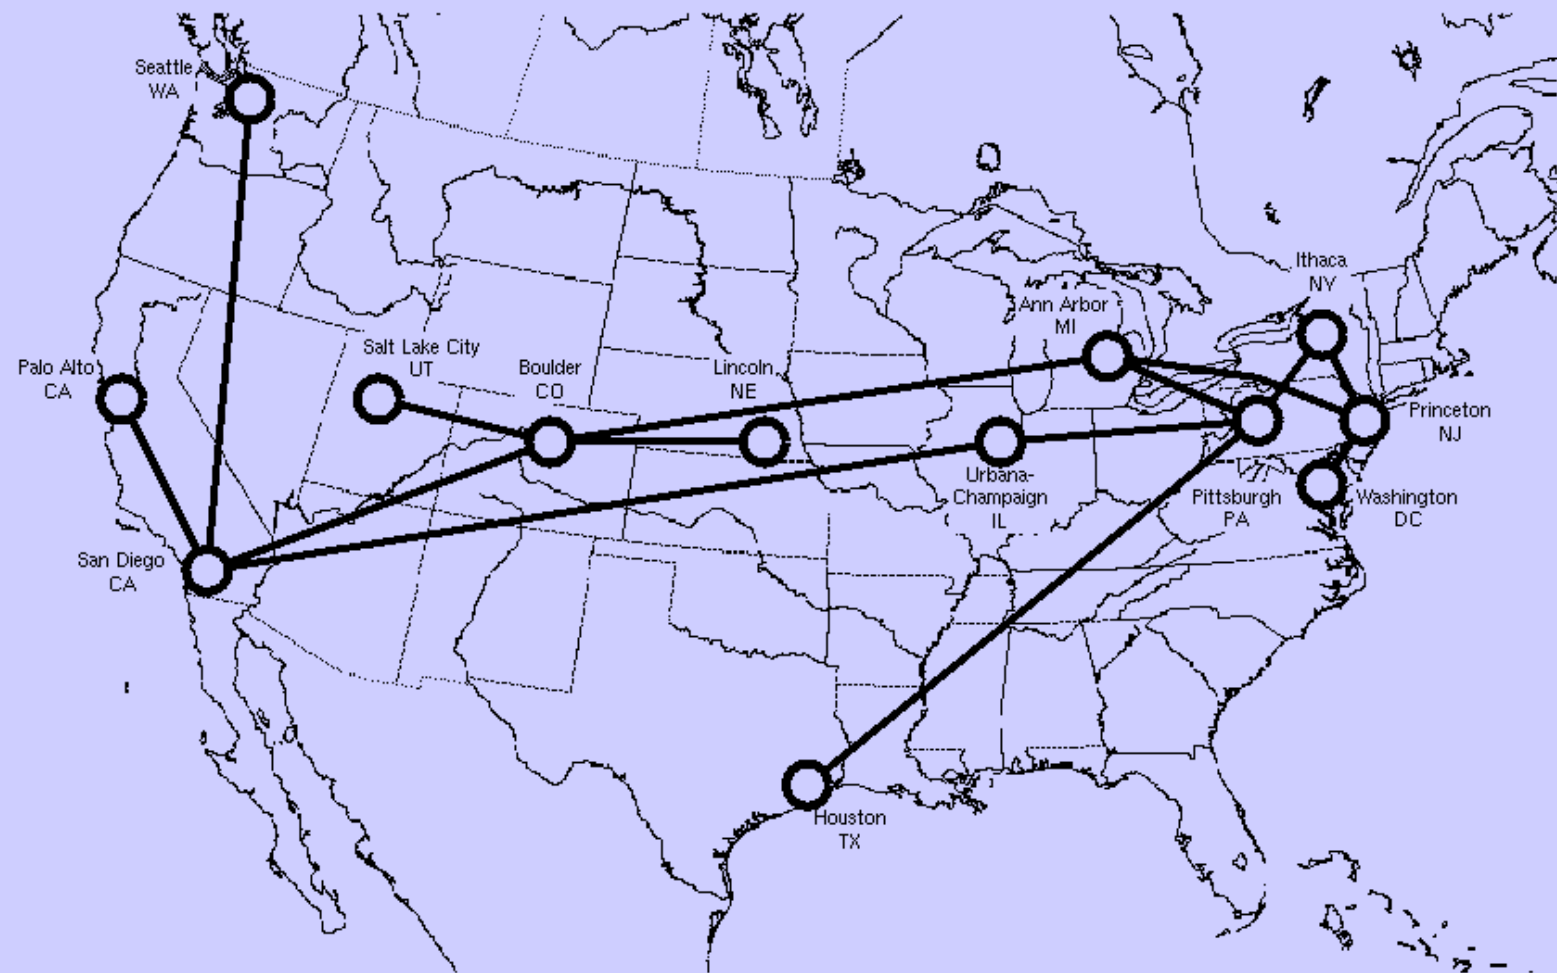 Seattle
WA
Ithaca
NY
Ann Arbor
MI
Salt Lake City
UT
Boulder
CO
Lincoln
NE
Palo Alto
CA
Princeton
NJ
Urbana-
Champaign
IL
Pittsburgh
PA
Washington
DC
San Diego
CA
Houston
TX